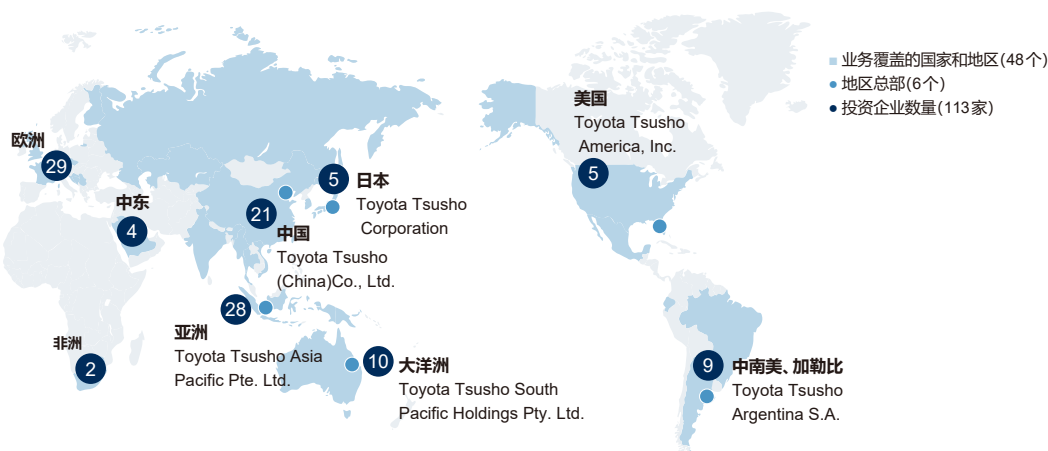 业务覆盖的国家和地区(48个)
地区总部(6个)
投资企业数量(113家)
欧洲
29
中东
4
非洲
2
5
日本
Toyota Tsusho
Corporation
21
中国
Toyota Tsusho
(China)Co., Ltd.
28
亚洲
Toyota Tsusho Asia
Pacific Pte. Ltd.
10
大洋洲
Toyota Tsusho South
Pacific Holdings Pty. Ltd.
美国
Toyota Tsusho
America, Inc.
5
9
中南美、加勒比
Toyota Tsusho
Argentina S.A.